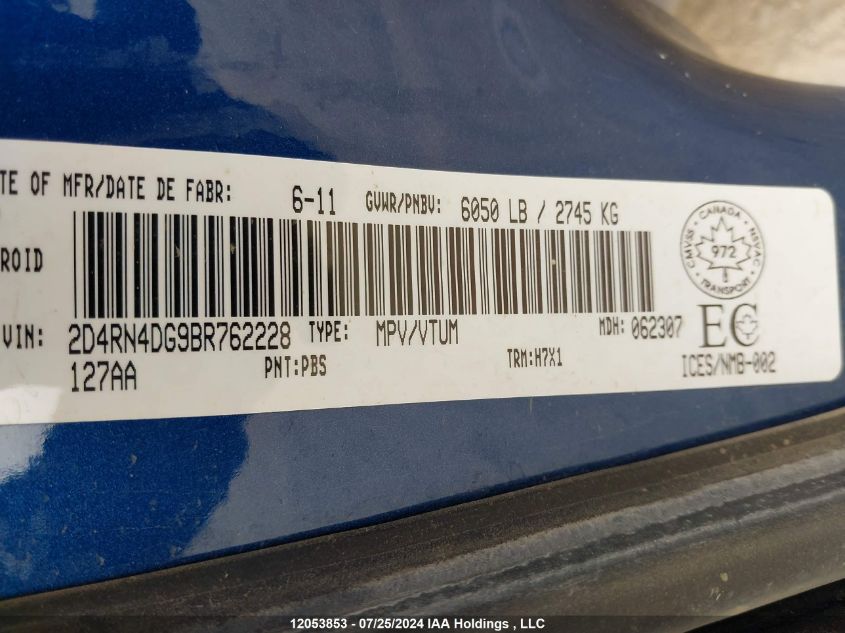 TE OF MFR/DATE DE FABR: 6-11 GVWR/PNBV: 6050 LB / 2745 KG
ROID
CMVSS CANADA NSVAC
972
TRANSPORT
VIN: 2D4RN4DG9BR762228 TYPE: MPV/VTUM MDH: 062307 EC
127AA PNT:PBS TRM:H7X1 ICES/NMB-002
12053853 - 07/25/2024 IAA Holdings , LLC